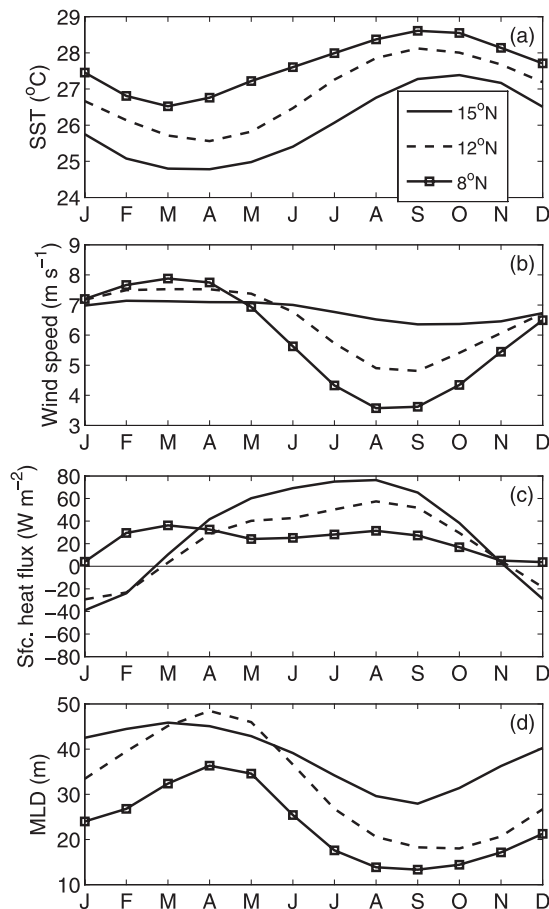 (a)
SST (°C)
29
28
27
26
25
24
15°N
12°N
8°N
J F M A M J J A S O N D
(b)
Wind speed (m s⁻¹)
9
8
7
6
5
4
3
J F M A M J J A S O N D
(c)
Sfc. heat flux (W m⁻²)
80
60
40
20
0
−20
−40
−60
−80
J F M A M J J A S O N D
(d)
MLD (m)
50
40
30
20
10
J F M A M J J A S O N D